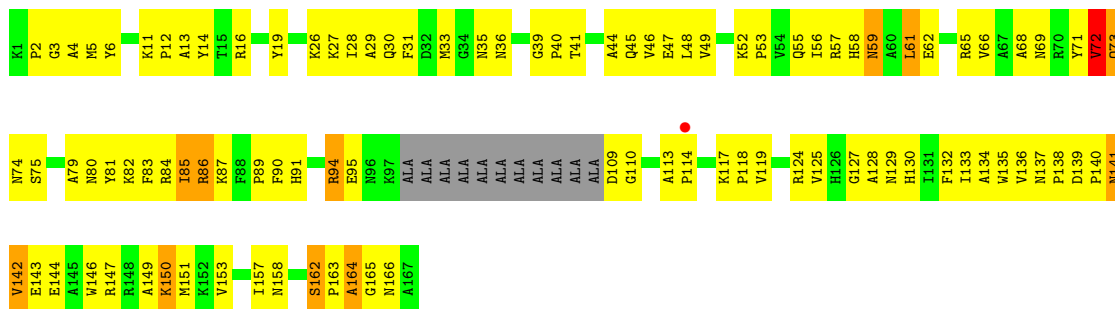 K1 P2 G3 A4 M5 Y6 K11 P12 A13 Y14 T15 R16 Y19 K26 K27 I28 A29 Q30 F31 D32 M33 G34 N35 N36 G39 P40 T41 A44 Q45 V46 E47 L48 V49 K52 P53 V54 Q55 I56 R57 H58 N59 A60 L61 E62 R65 V66 A67 A68 N69 R70 Y71 V72
N74 S75 A79 N80 Y81 K82 F83 R84 I85 R86 K87 F88 P89 F90 H91 R94 E95 N96 K97 ALA ALA ALA ALA ALA ALA ALA ALA ALA D109 G110 A113 P114 K117 P118 V119 R124 V125 H126 G127 A128 N129 H130 I131 F132 I133 A134 W135 V136 N137 P138 D139 P140 N141
V142 E143 E144 A145 W146 R147 R148 A149 K150 M151 K152 V153 I157 N158 S162 P163 A164 G165 N166 A167